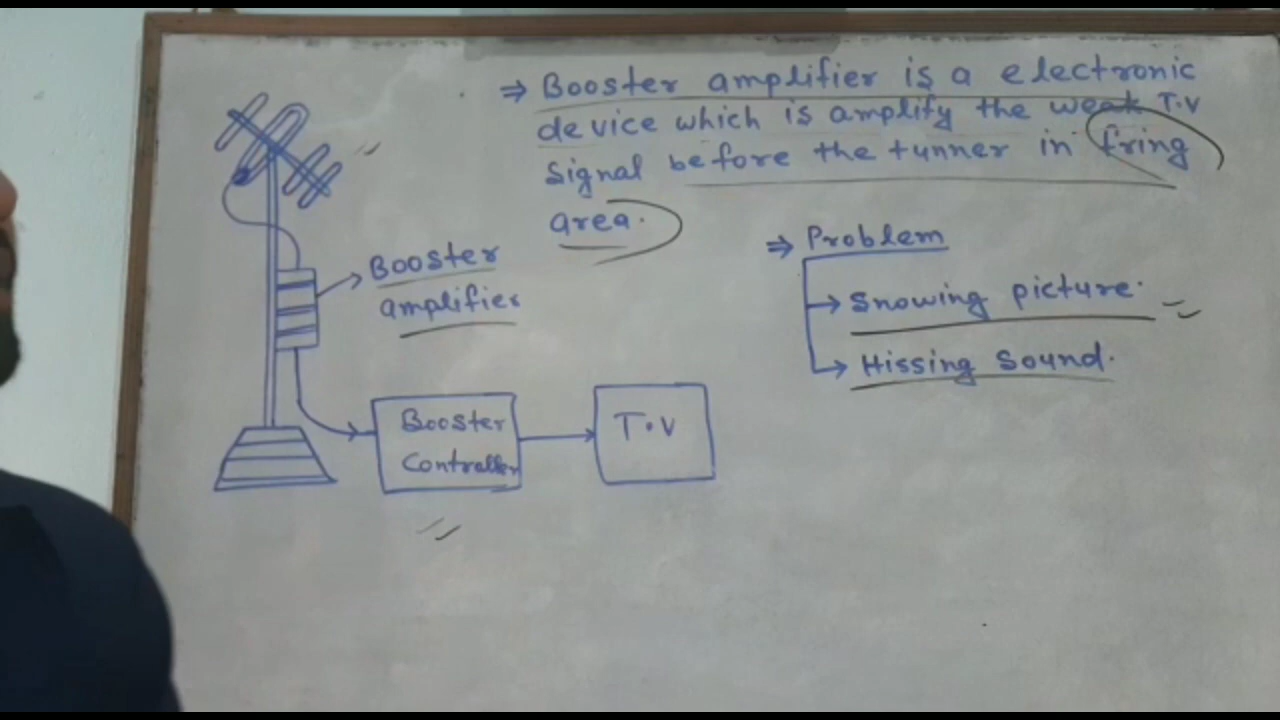 ⇒ Booster amplifier is a electronic
device which is amplify the weak T.V
Signal before the tunner in fring
area.
⇒ Problem
→ Snowing picture.
→ Hissing Sound.
Booster
amplifier
Booster
Controller
T.V